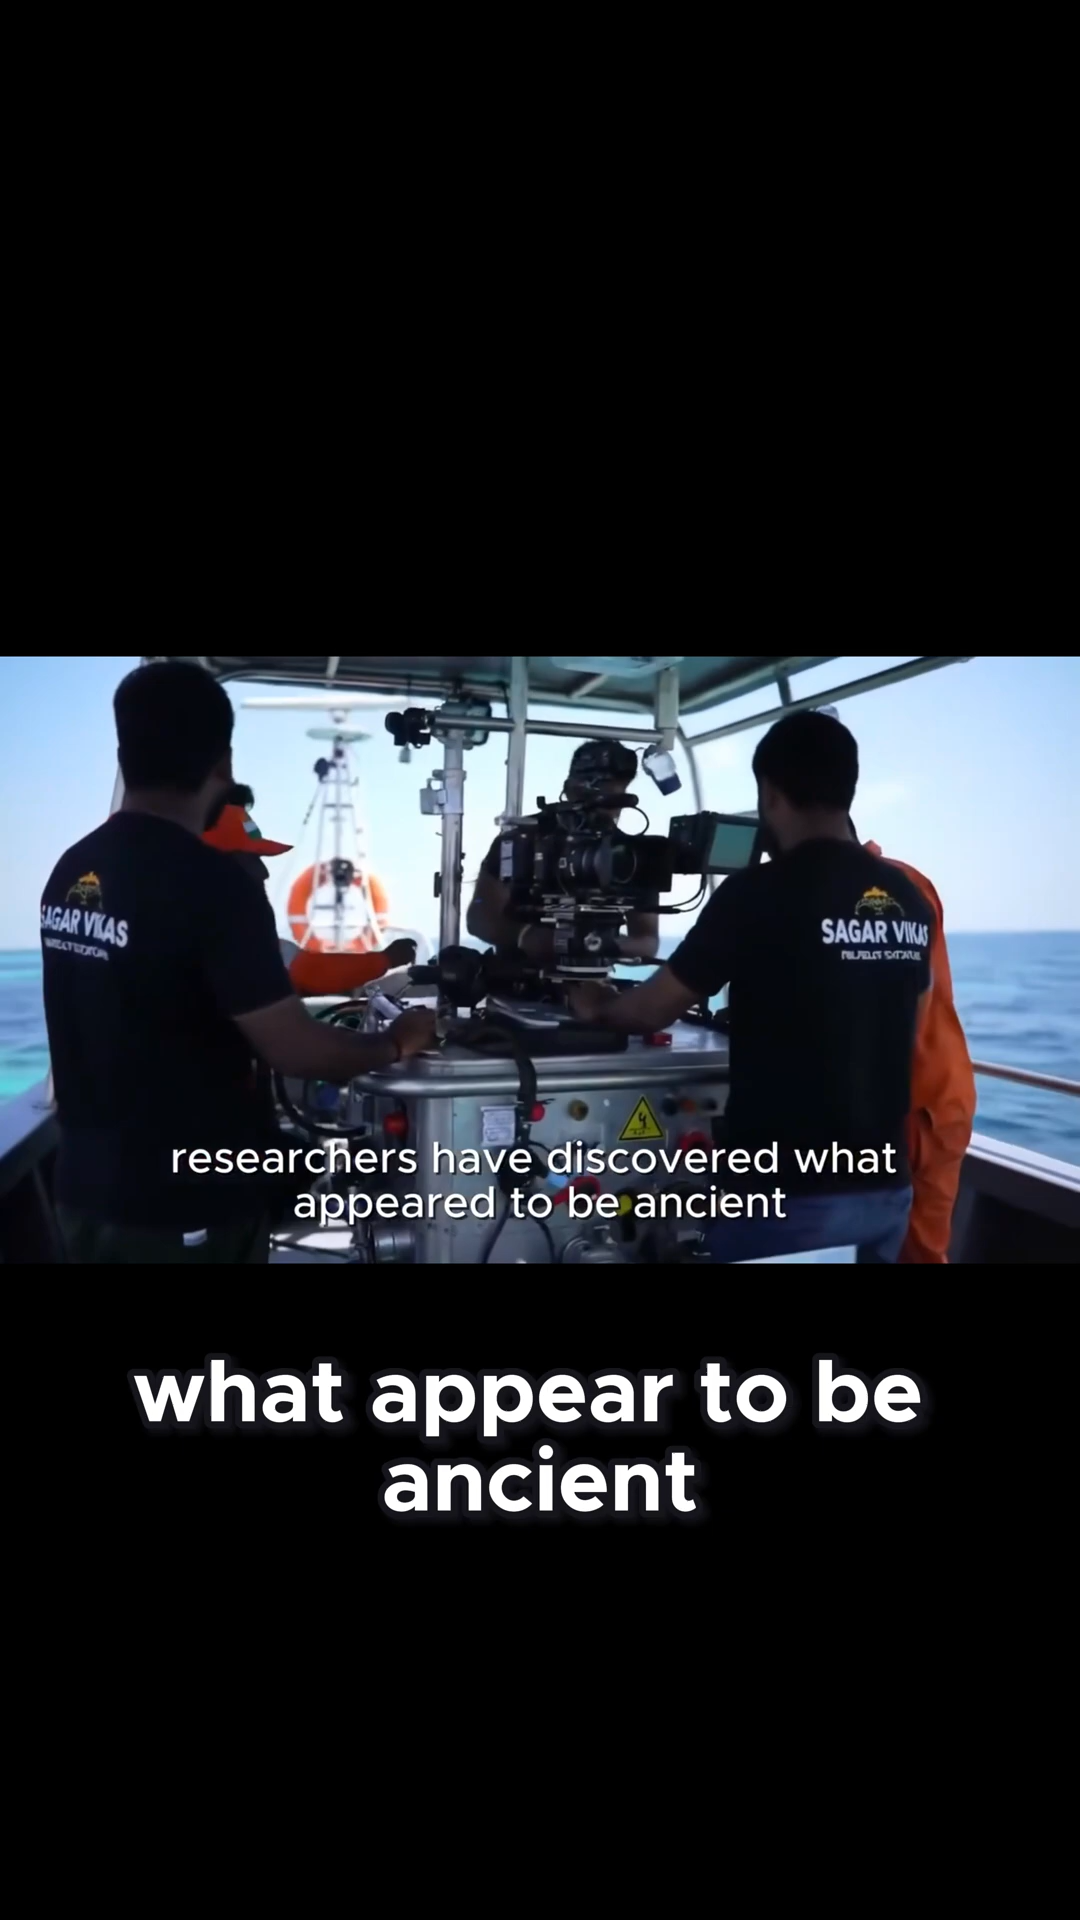 SAGAR VIKAS
SAGAR VIKAS
researchers have discovered what
appeared to be ancient
what appear to be
ancient